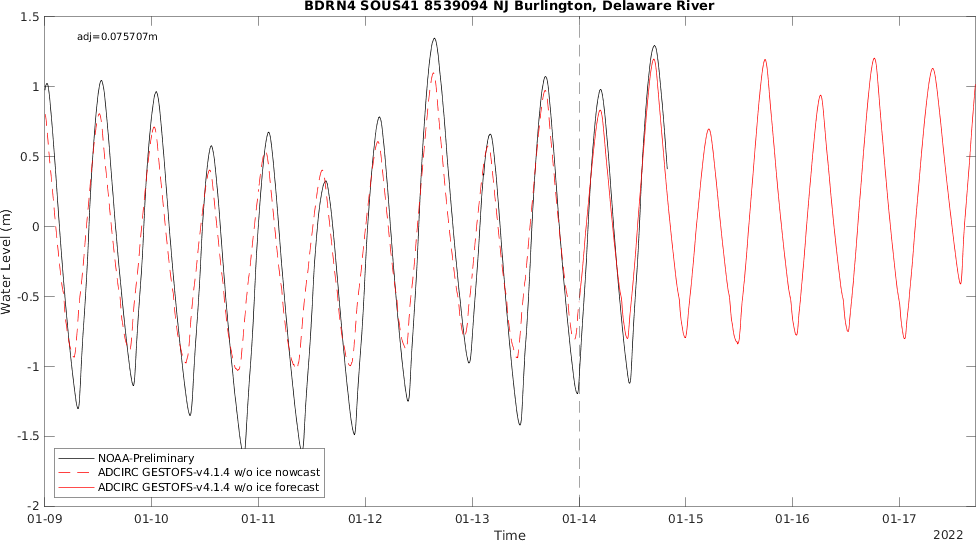 BDRN4 SOUS41 8539094 NJ Burlington, Delaware River
adj=0.075707m
1.5
1
0.5
0
-0.5
-1
-1.5
-2
Water Level (m)
NOAA-Preliminary
ADCIRC GESTOFS-v4.1.4 w/o ice nowcast
ADCIRC GESTOFS-v4.1.4 w/o ice forecast
01-09 01-10 01-11 01-12 01-13 01-14 01-15 01-16 01-17
Time
2022